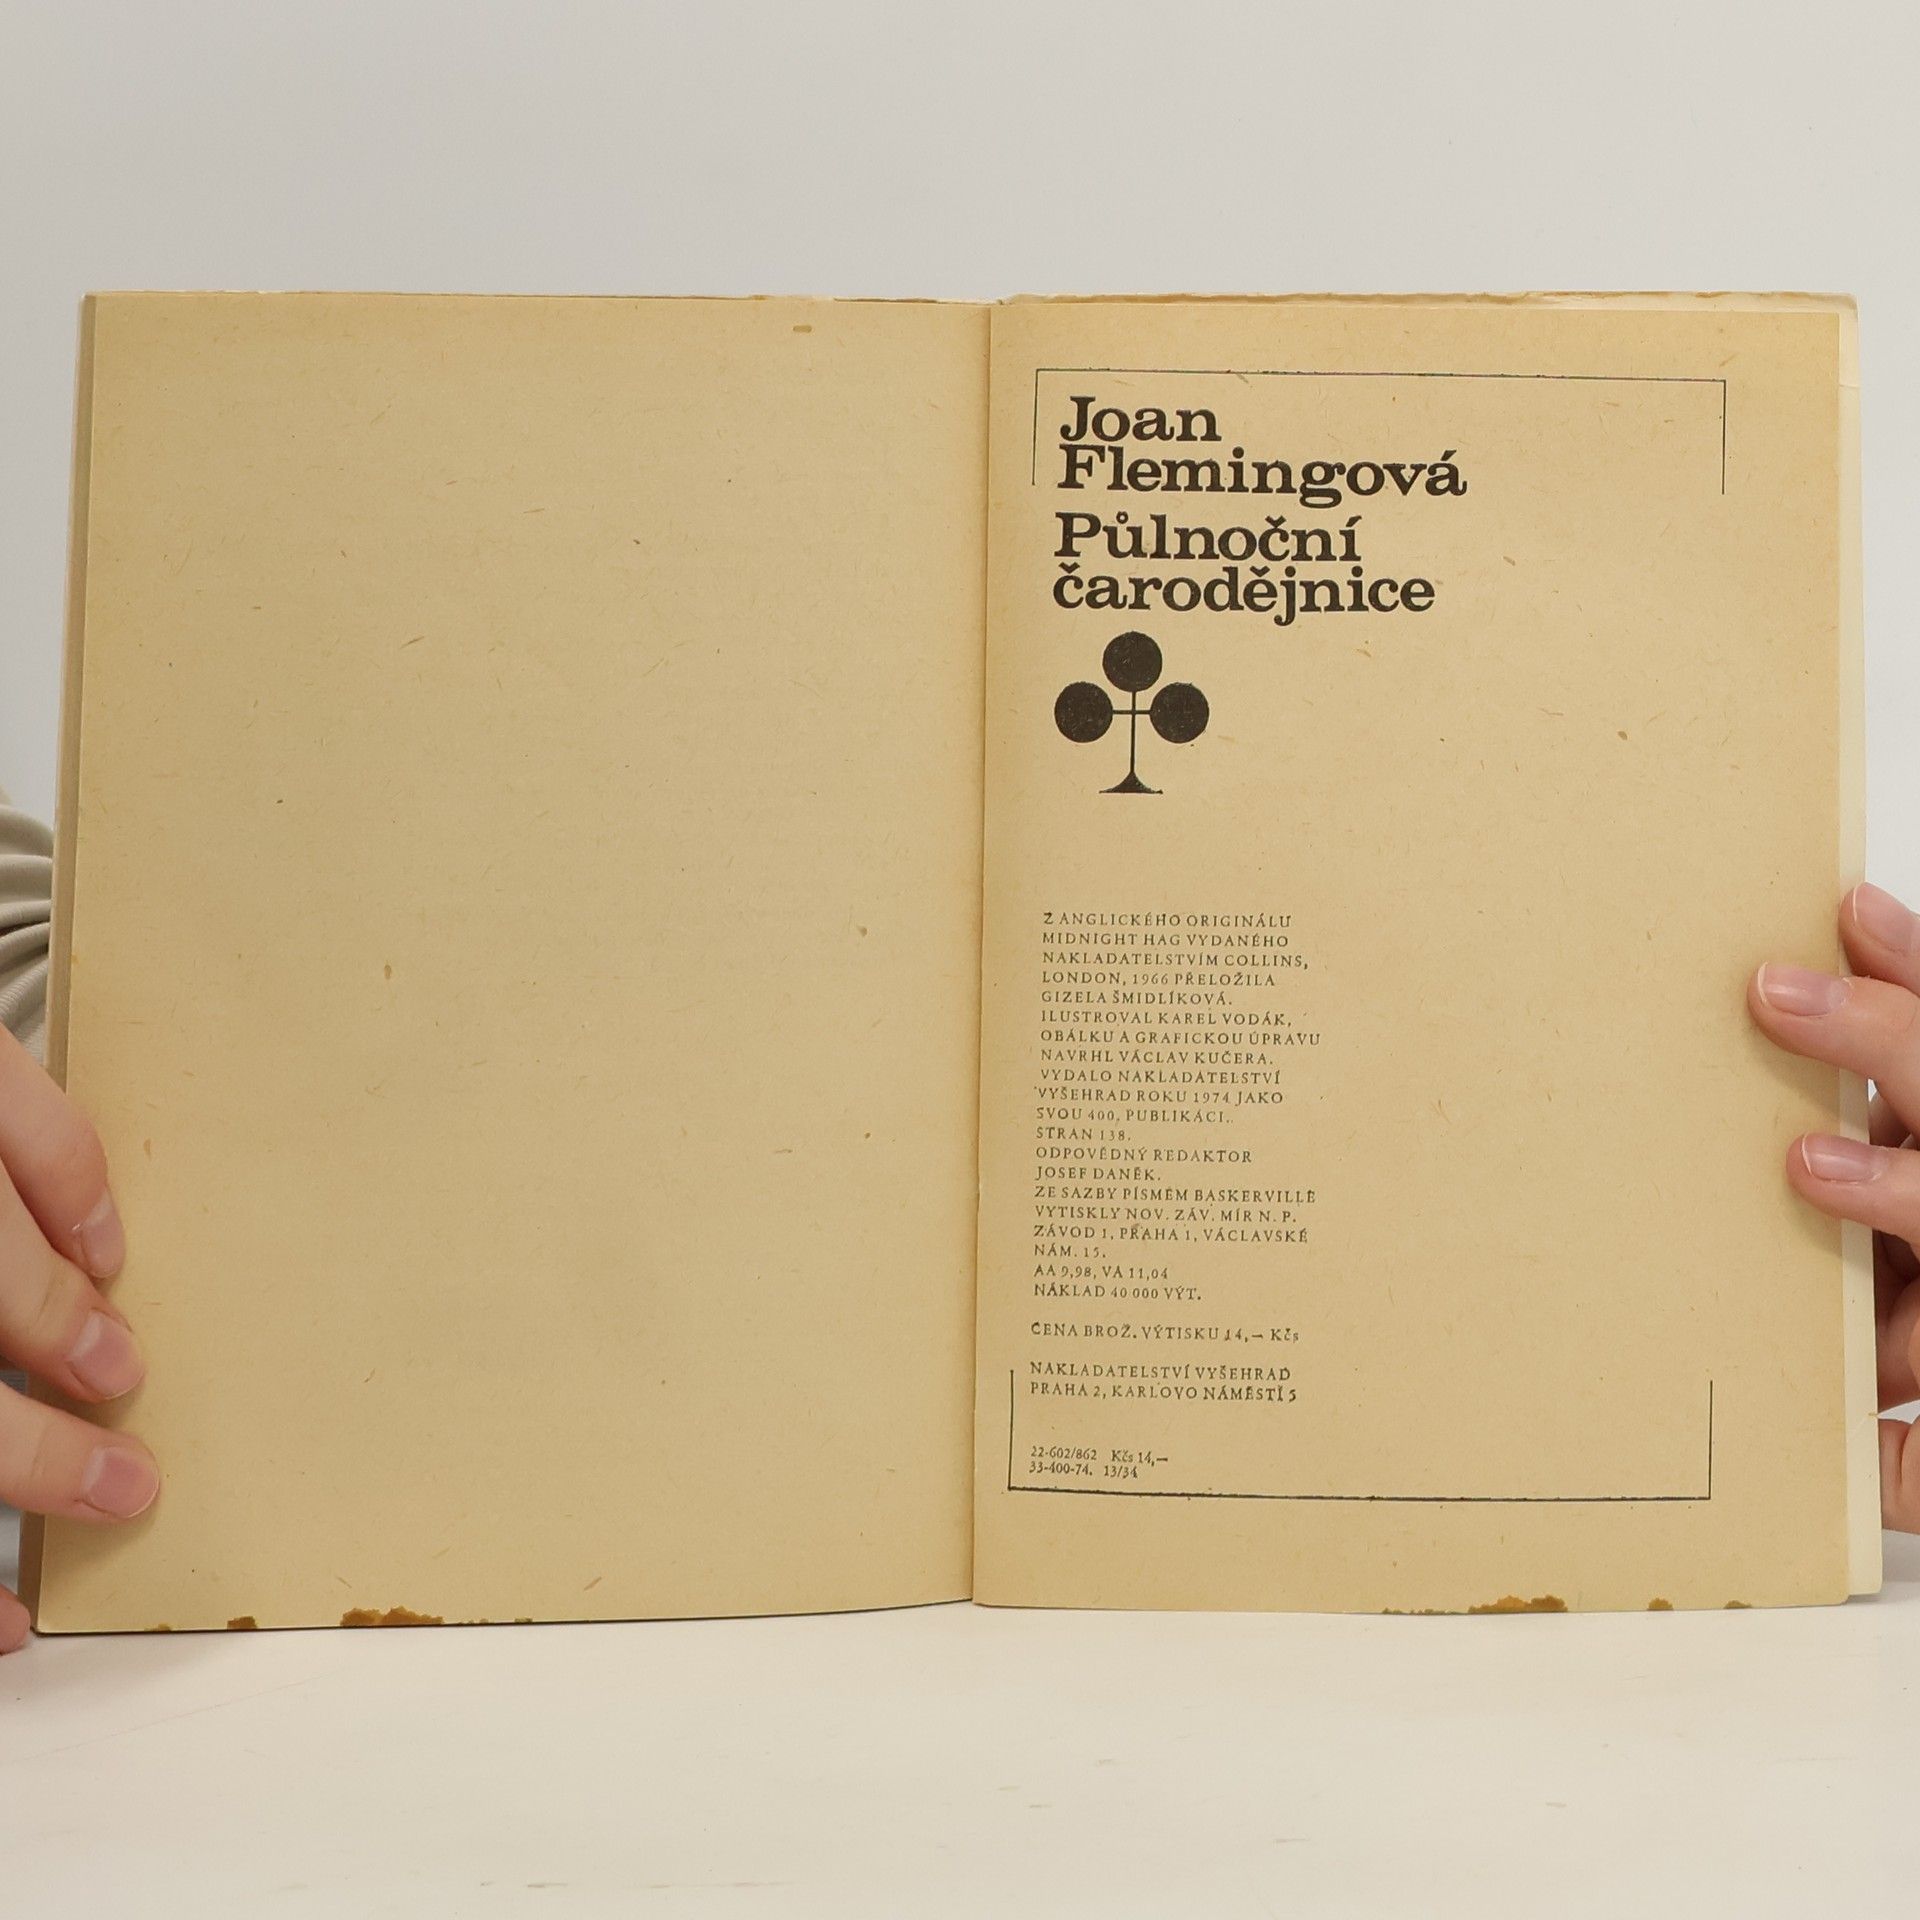 Joan
Flemingová
Půlnoční
čarodějnice
Z ANGLICKÉHO ORIGINÁLU
MIDNIGHT HAG VYDANÉHO
NAKLADATELSTVÍM COLLINS,
LONDON, 1966 PŘELOŽILA
GIZELA ŠMIDLÍKOVÁ.
ILUSTROVAL KAREL VODÁK,
OBÁLKU A GRAFICKOU ÚPRAVU
NAVRHL VÁCLAV KUČERA.
VYDALO NAKLADATELSTVÍ
VYŠEHRAD ROKU 1974 JAKO
SVOU 400. PUBLIKACI.
STRAN 138.
ODPOVĚDNÝ REDAKTOR
JOSEF DANĚK.
ZE SAZBY PÍSMEM BASKERVILLE
VYTISKLY NOV. ZÁV. MÍR N. P.
ZÁVOD 1, PRAHA 1, VÁCLAVSKÉ
NÁM. 15.
AA 9,98, VA 11,04
NÁKLAD 40 000 VÝT.
CENA BROŽ. VÝTISKU 14,— Kčs
NAKLADATELSTVÍ VYŠEHRAD
PRAHA 2, KARLOVO NÁMĚSTÍ 5
22-602/862 Kčs 14,—
33-400-74. 13/34